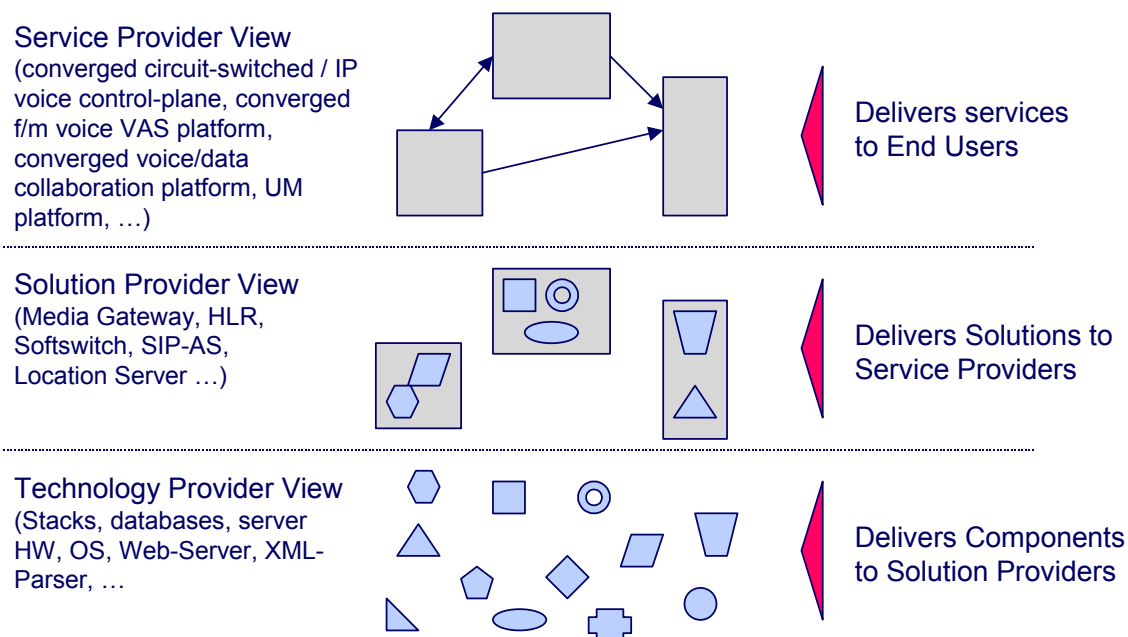 Service Provider View
(converged circuit-switched / IP
voice control-plane, converged
f/m voice VAS platform,
converged voice/data
collaboration platform, UM
platform, …)
Delivers services
to End Users
Solution Provider View
(Media Gateway, HLR,
Softswitch, SIP-AS,
Location Server …)
Delivers Solutions to
Service Providers
Technology Provider View
(Stacks, databases, server
HW, OS, Web-Server, XML-
Parser, …
Delivers Components
to Solution Providers